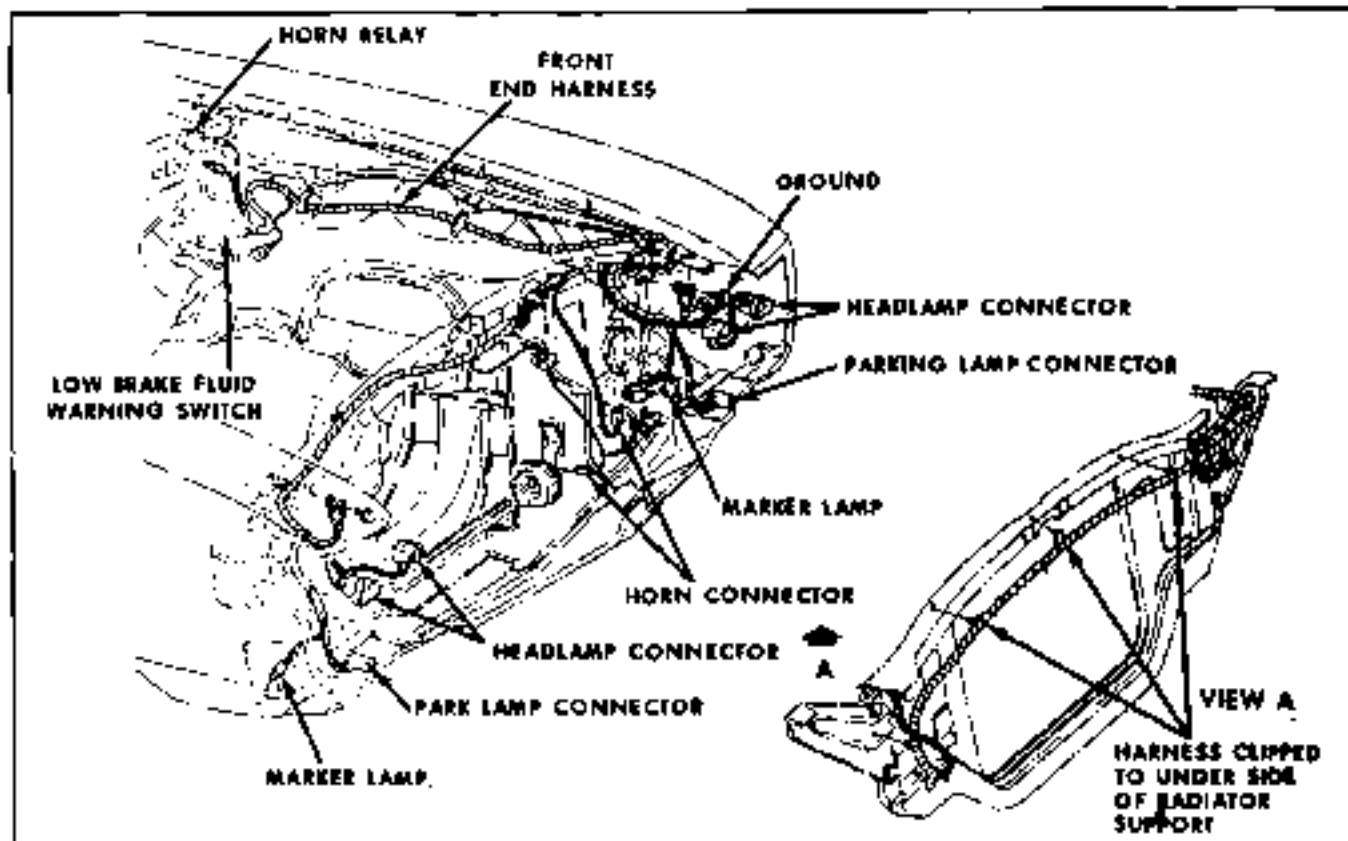 HORN RELAY
FRONT
END HARNESS
GROUND
HEADLAMP CONNECTOR
PARKING LAMP CONNECTOR
LOW BRAKE FLUID
WARNING SWITCH
MARKER LAMP
HORN CONNECTOR
HEADLAMP CONNECTOR
A
PARK LAMP CONNECTOR
VIEW A
MARKER LAMP
HARNESS CLIPPED
TO UNDER SIDE
OF RADIATOR
SUPPORT